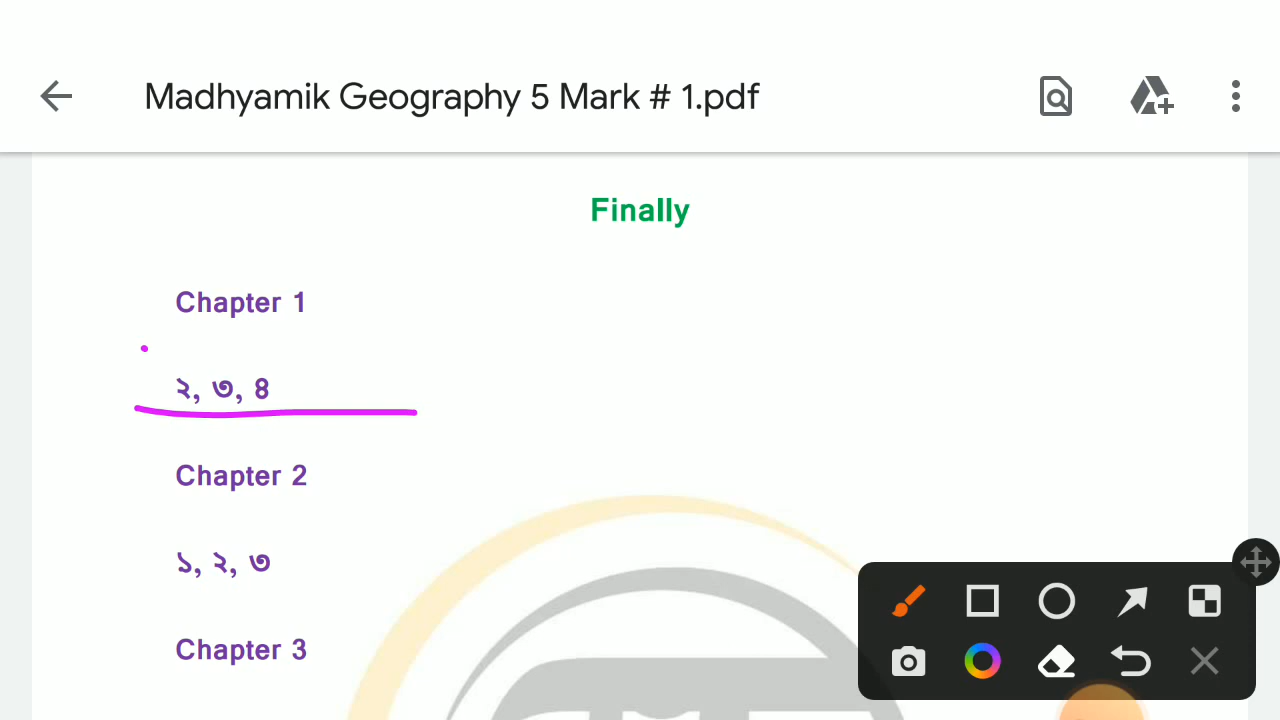 Madhyamik Geography 5 Mark # 1.pdf
Finally
Chapter 1
২, ৩, ৪
Chapter 2
১, ২, ৩
Chapter 3